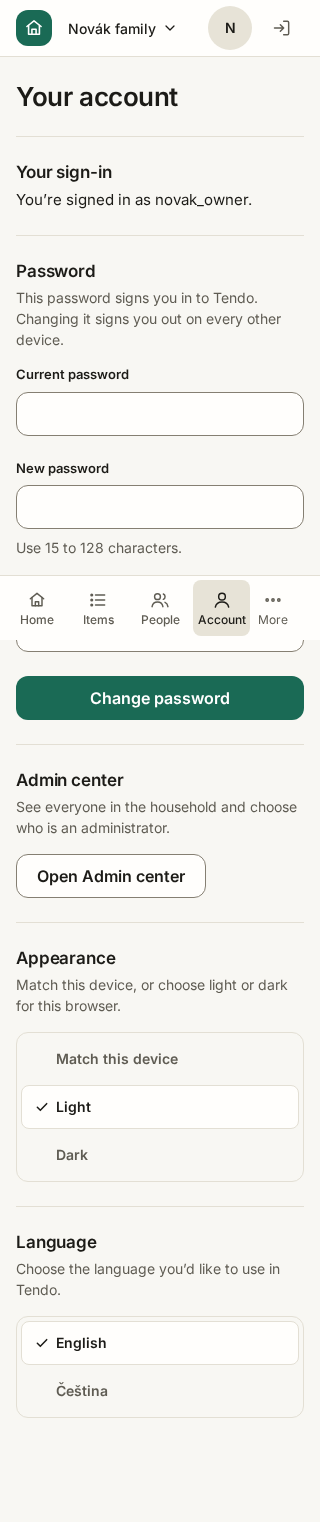 Novák family
N
Your account
Your sign-in
You’re signed in as novak_owner.
Password
This password signs you in to Tendo.
Changing it signs you out on every other
device.
Current password
New password
Use 15 to 128 characters.
Home
Items
People
Account
More
Change password
Admin center
See everyone in the household and choose
who is an administrator.
Open Admin center
Appearance
Match this device, or choose light or dark
for this browser.
Match this device
Light
Dark
Language
Choose the language you’d like to use in
Tendo.
English
Čeština